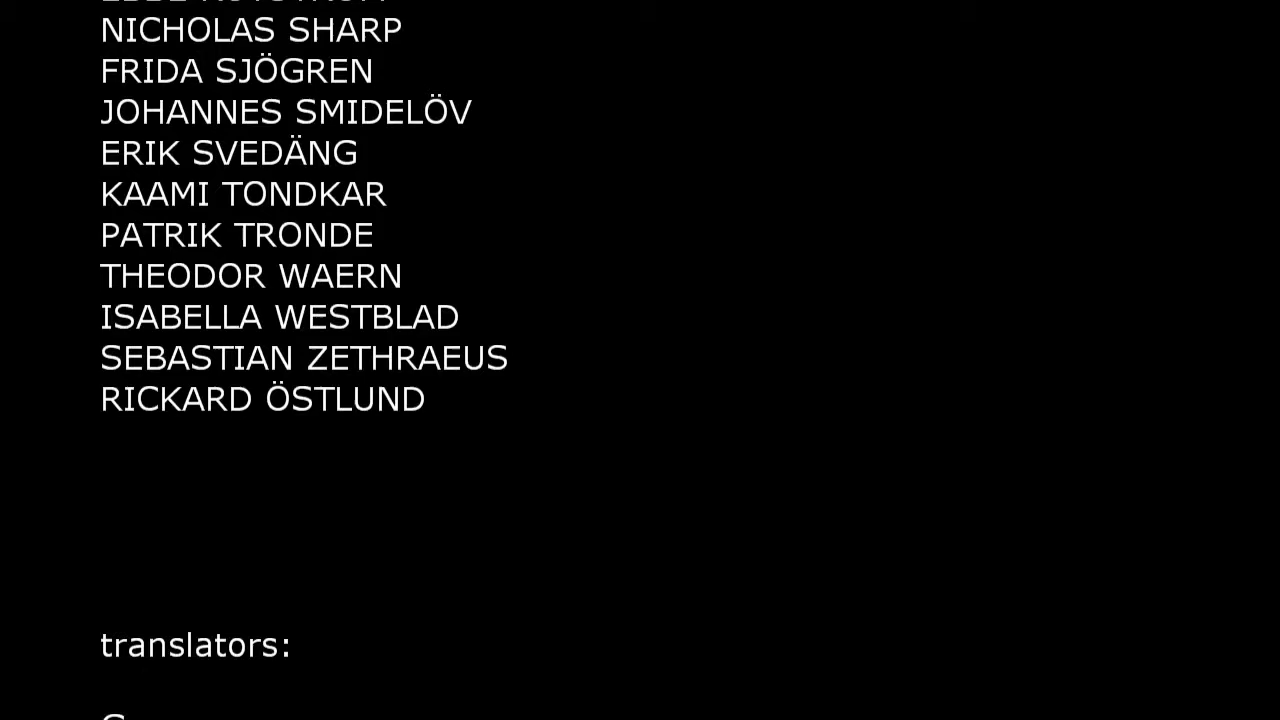 NICHOLAS SHARP
FRIDA SJÖGREN
JOHANNES SMIDELÖV
ERIK SVEDÄNG
KAAMI TONDKAR
PATRIK TRONDE
THEODOR WAERN
ISABELLA WESTBLAD
SEBASTIAN ZETHRAEUS
RICKARD ÖSTLUND
translators: